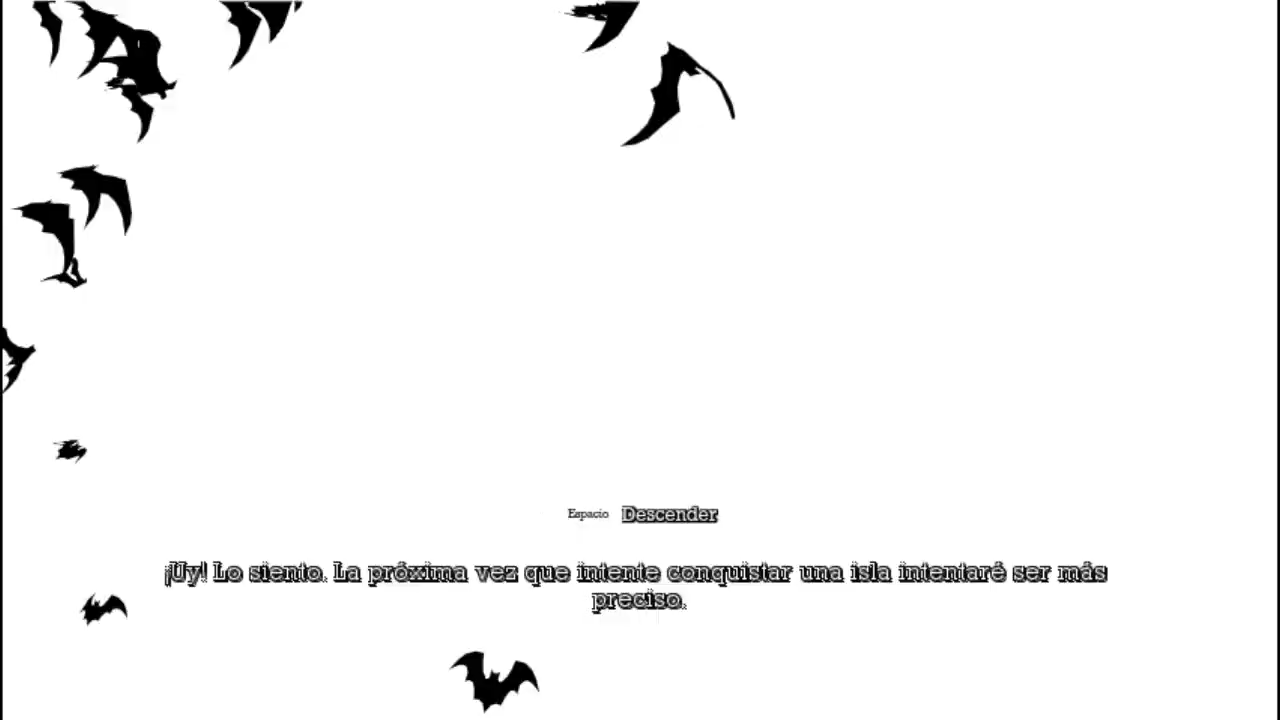 Espacio Descender
¡Uy! Lo siento. La próxima vez que intente conquistar una isla intentaré ser más
preciso.